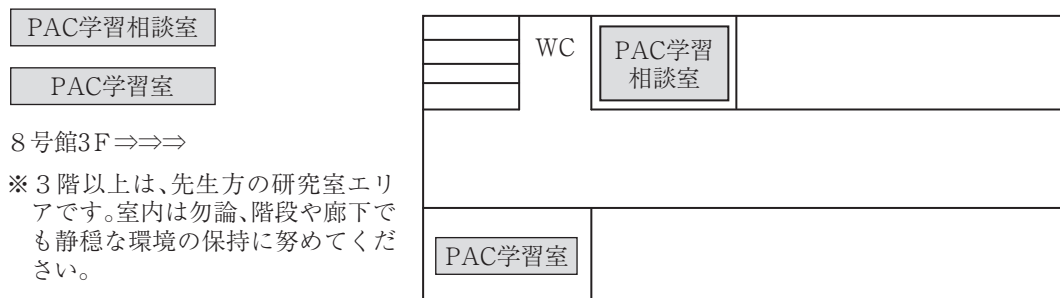 PAC学習相談室
PAC学習室
８号館3F⇒⇒⇒
※３階以上は、先生方の研究室エリ
アです。室内は勿論、階段や廊下で
も静穏な環境の保持に努めてくだ
さい。
WC
PAC学習
相談室
PAC学習室